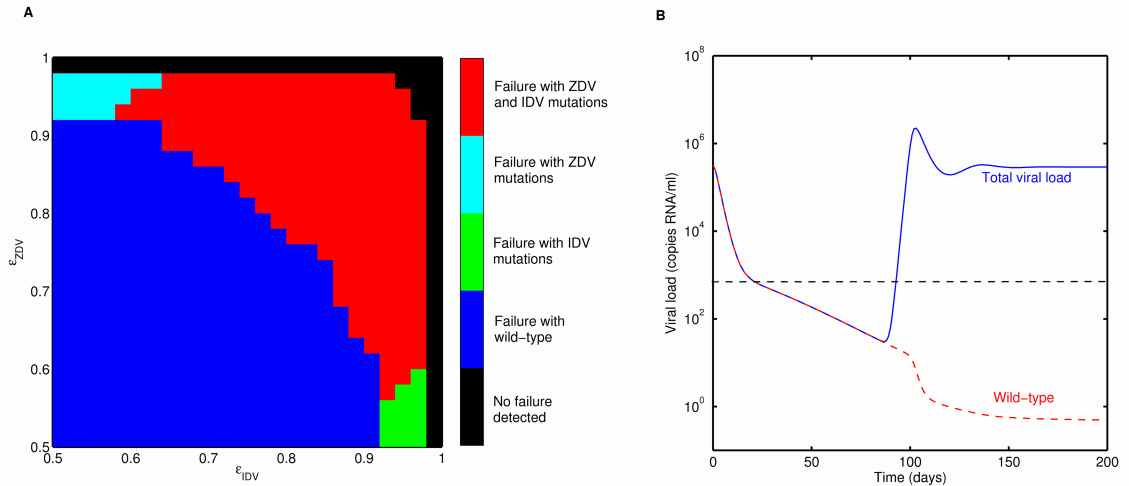 A
1
0.9
0.8
0.7
0.6
0.5
ε_ZDV
0.5
0.6
0.7
0.8
0.9
1
ε_IDV
Failure with ZDV
and IDV mutations
Failure with ZDV
mutations
Failure with IDV
mutations
Failure with
wild−type
No failure
detected
B
10^8
10^6
10^4
10^2
10^0
Viral load (copies RNA/ml)
Total viral load
Wild−type
0
50
100
150
200
Time (days)